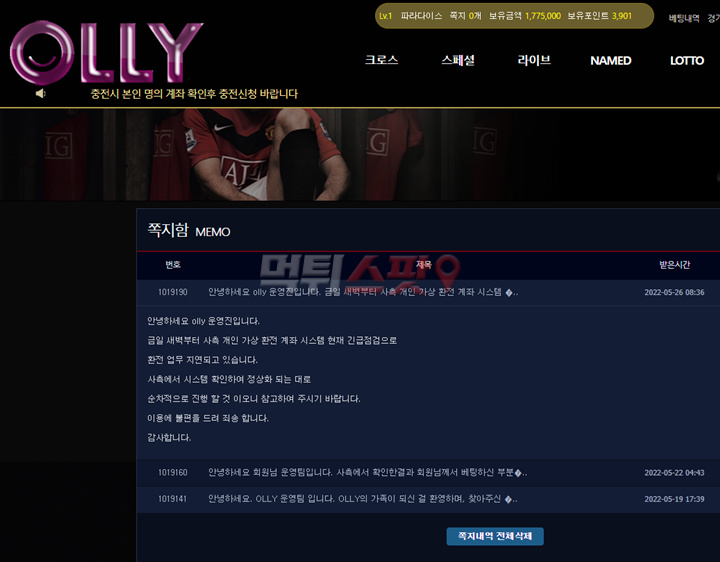 OLLY
Lv.1 파라다이스 쪽지 0개 보유금액 1,775,000 보유포인트 3,901
베팅내역
크로스 스페셜 라이브 NAMED LOTTO
충전시 본인 명의 계좌 확인후 충전신청 바랍니다
IG IG IG IG
AI
쪽지함 MEMO
먹튀스팟
번호 제목 받은시간
1019190 안녕하세요 olly 운영진입니다. 금일 새벽부터 사측 개인 가상 환전 계좌 시스템 �.. 2022-05-26 08:36
안녕하세요 olly 운영진입니다.
금일 새벽부터 사측 개인 가상 환전 계좌 시스템 현재 긴급점검으로
환전 업무 지연되고 있습니다.
사측에서 시스템 확인하여 정상화 되는 대로
순차적으로 진행 할 것 이오니 참고하여 주시기 바랍니다.
이용에 불편을 드려 죄송 합니다.
감사합니다.
1019160 안녕하세요 회원님 운영팀입니다. 사측에서 확인한결과 회원님께서 베팅하신 부분�.. 2022-05-22 04:43
1019141 안녕하세요. OLLY 운영팀 입니다. OLLY의 가족이 되신 걸 환영하며, 찾아주신 �.. 2022-05-19 17:39
쪽지내역 전체삭제